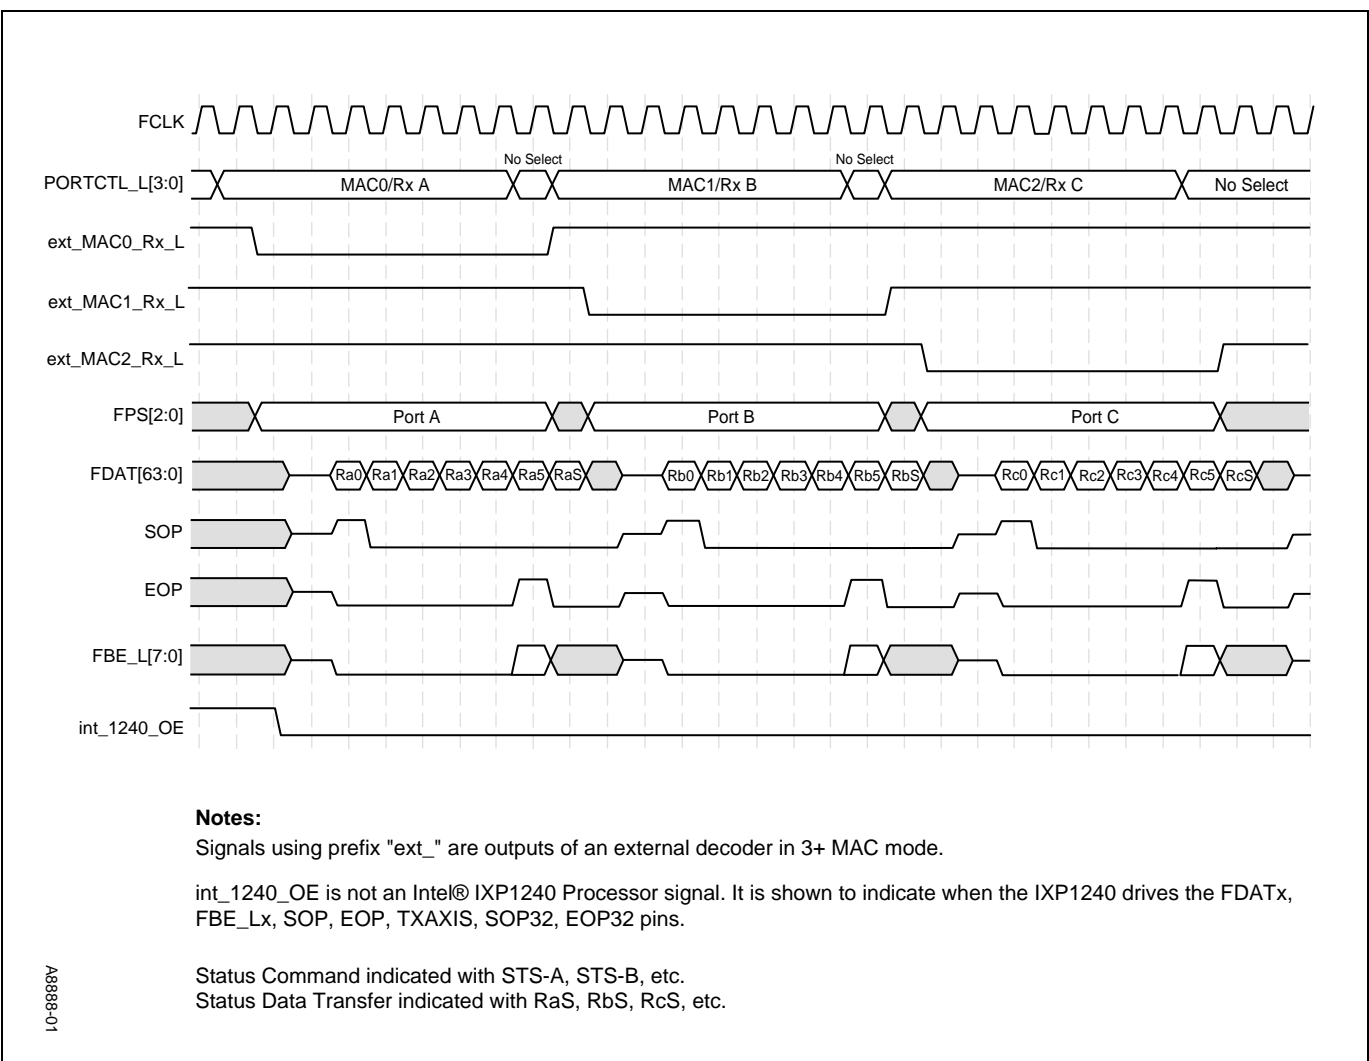 FCLK
No Select No Select
PORTCTL_L[3:0] MAC0/Rx A MAC1/Rx B MAC2/Rx C No Select
ext_MAC0_Rx_L
ext_MAC1_Rx_L
ext_MAC2_Rx_L
FPS[2:0] Port A Port B Port C
FDAT[63:0] Ra0 Ra1 Ra2 Ra3 Ra4 Ra5 RaS Rb0 Rb1 Rb2 Rb3 Rb4 Rb5 RbS Rc0 Rc1 Rc2 Rc3 Rc4 Rc5 RcS
SOP
EOP
FBE_L[7:0]
int_1240_OE
Notes:
Signals using prefix "ext_" are outputs of an external decoder in 3+ MAC mode.
int_1240_OE is not an Intel® IXP1240 Processor signal. It is shown to indicate when the IXP1240 drives the FDATx,
FBE_Lx, SOP, EOP, TXAXIS, SOP32, EOP32 pins.
Status Command indicated with STS-A, STS-B, etc.
Status Data Transfer indicated with RaS, RbS, RcS, etc.
A8888-01